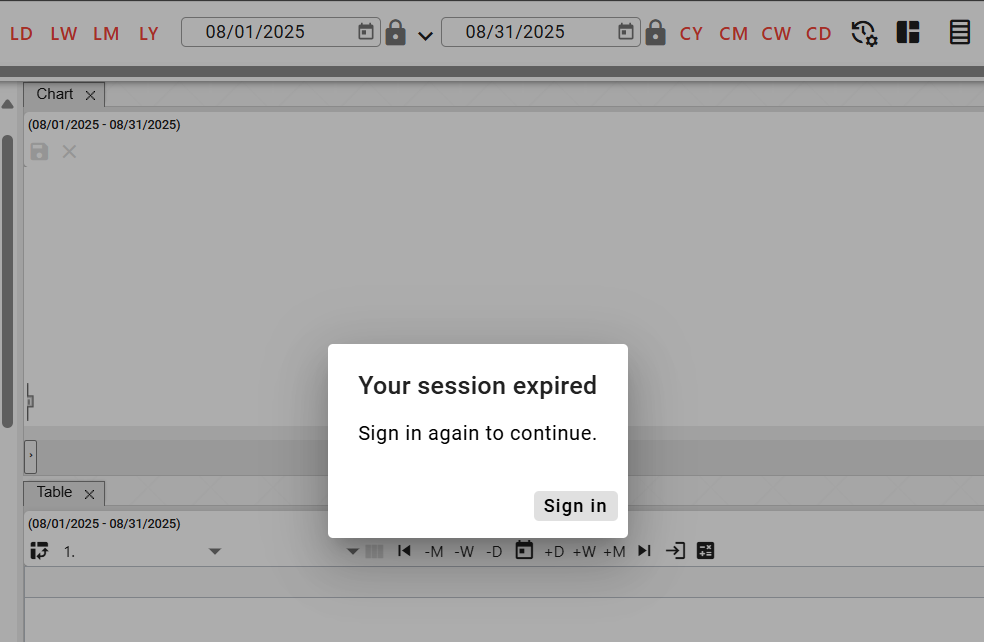 LD LW LM LY 08/01/2025 08/31/2025 CY CM CW CD
Chart
(08/01/2025 - 08/31/2025)
Your session expired
Sign in again to continue.
Sign in
Table
(08/01/2025 - 08/31/2025)
1. -M -W -D +D +W +M